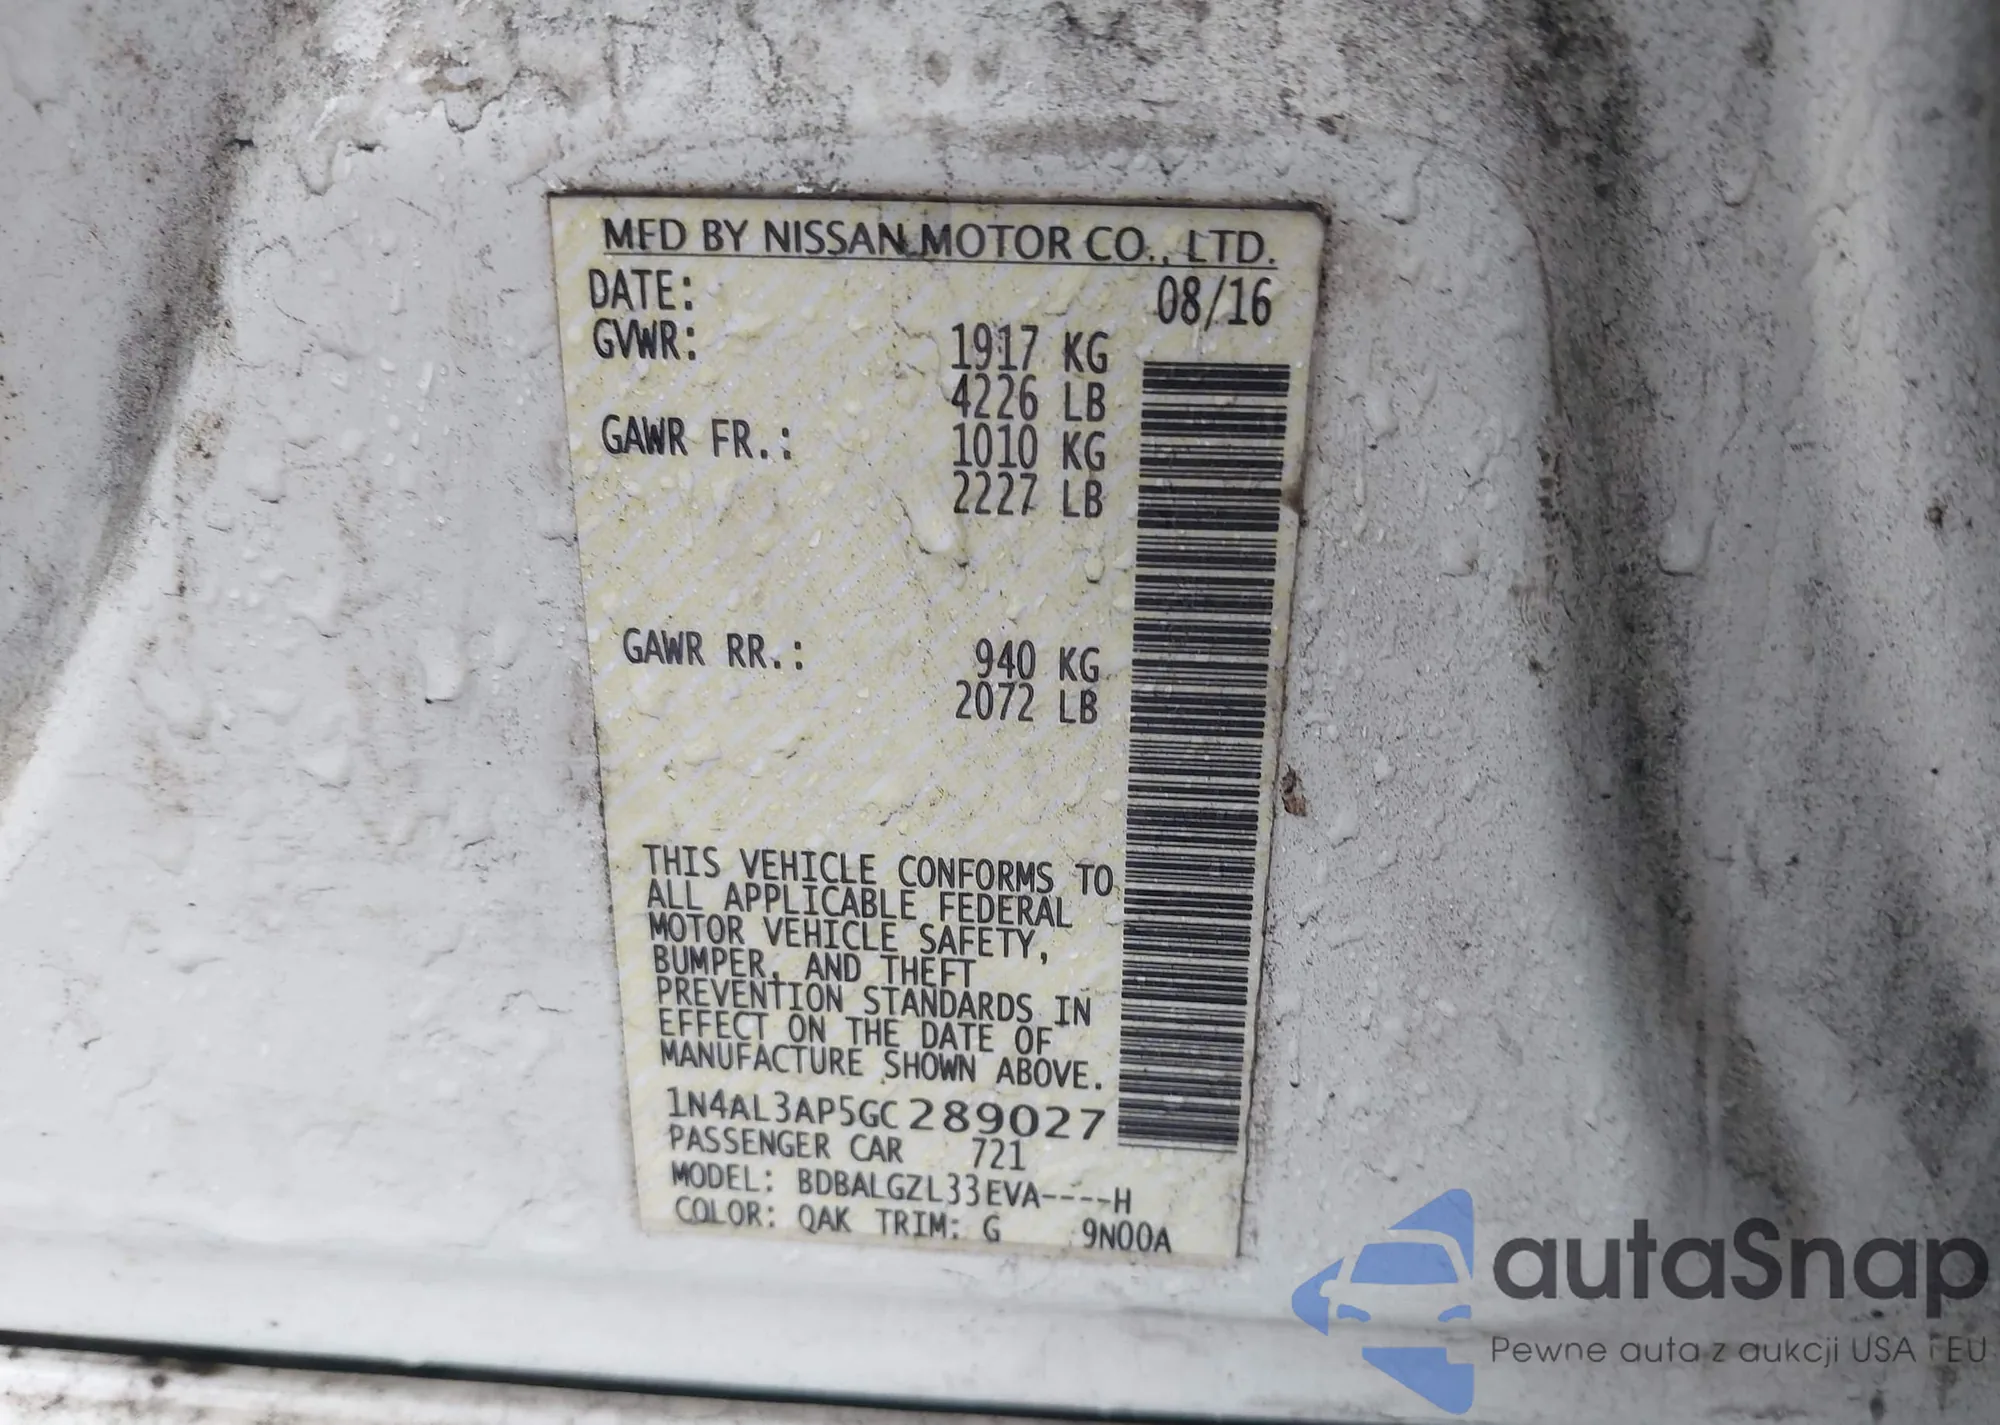 MFD BY NISSAN MOTOR CO., LTD.
DATE: 08/16
GVWR: 1917 KG
4226 LB
GAWR FR.: 1010 KG
2227 LB
GAWR RR.: 940 KG
2072 LB
THIS VEHICLE CONFORMS TO
ALL APPLICABLE FEDERAL
MOTOR VEHICLE SAFETY,
BUMPER, AND THEFT
PREVENTION STANDARDS IN
EFFECT ON THE DATE OF
MANUFACTURE SHOWN ABOVE.
1N4AL3AP5GC289027
PASSENGER CAR 721
MODEL: BDBALGZL33EVA----H
COLOR: QAK TRIM: G 9N00A
autaSnap
Pewne auta z aukcji USA i EU